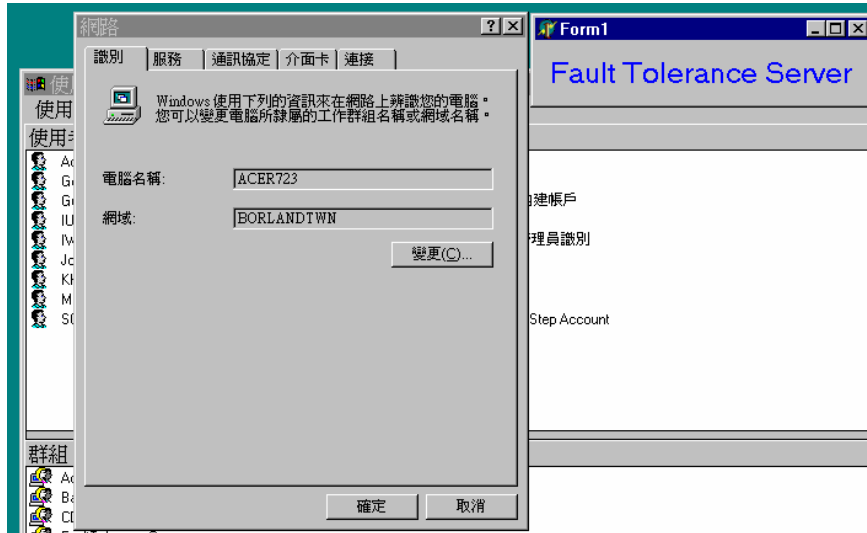 網路
識別
服務
通訊協定
介面卡
連接
Windows 使用下列的資訊來在網路上辨識您的電腦。
您可以變更電腦所隸屬的工作群組名稱或網域名稱。
電腦名稱:
ACER723
網域:
BORLANDTWN
變更(C)...
確定
取消
Form1
Fault Tolerance Server
使用
使用
建帳戶
理員識別
Step Account
群組